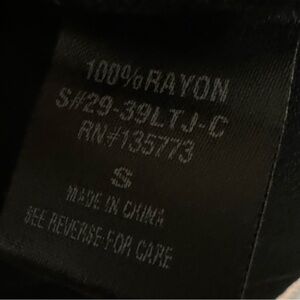 100% RAYON
S#29-39LTJ-C
RN#135773
S
MADE IN CHINA
SEE REVERSE FOR CARE